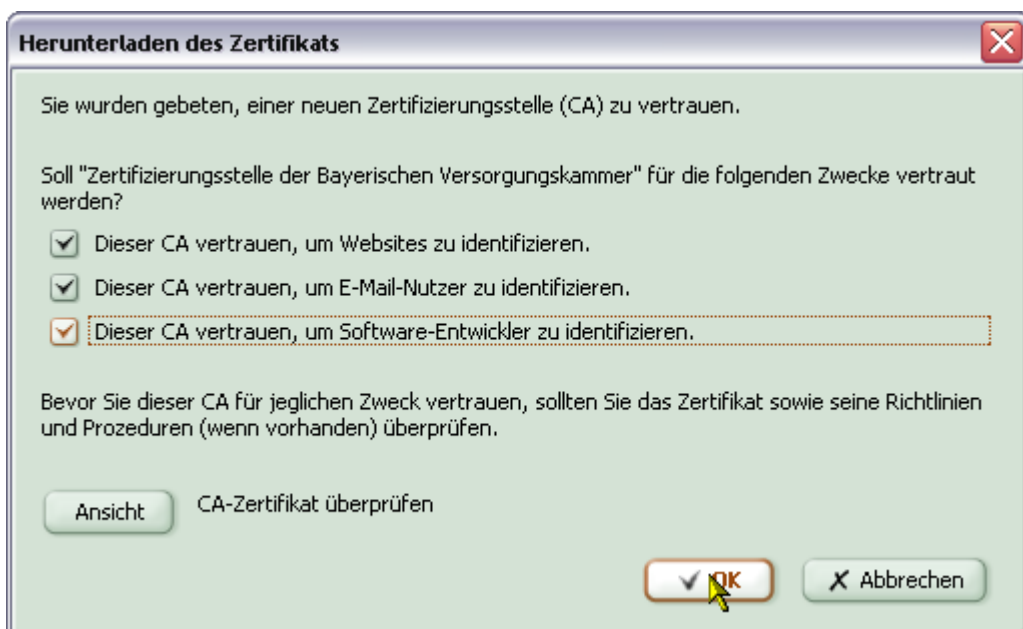 Herunterladen des Zertifikats
Sie wurden gebeten, einer neuen Zertifizierungsstelle (CA) zu vertrauen.
Soll "Zertifizierungsstelle der Bayerischen Versorgungskammer" für die folgenden Zwecke vertraut
werden?
Dieser CA vertrauen, um Websites zu identifizieren.
Dieser CA vertrauen, um E-Mail-Nutzer zu identifizieren.
Dieser CA vertrauen, um Software-Entwickler zu identifizieren.
Bevor Sie dieser CA für jeglichen Zweck vertrauen, sollten Sie das Zertifikat sowie seine Richtlinien
und Prozeduren (wenn vorhanden) überprüfen.
Ansicht CA-Zertifikat überprüfen
OK Abbrechen